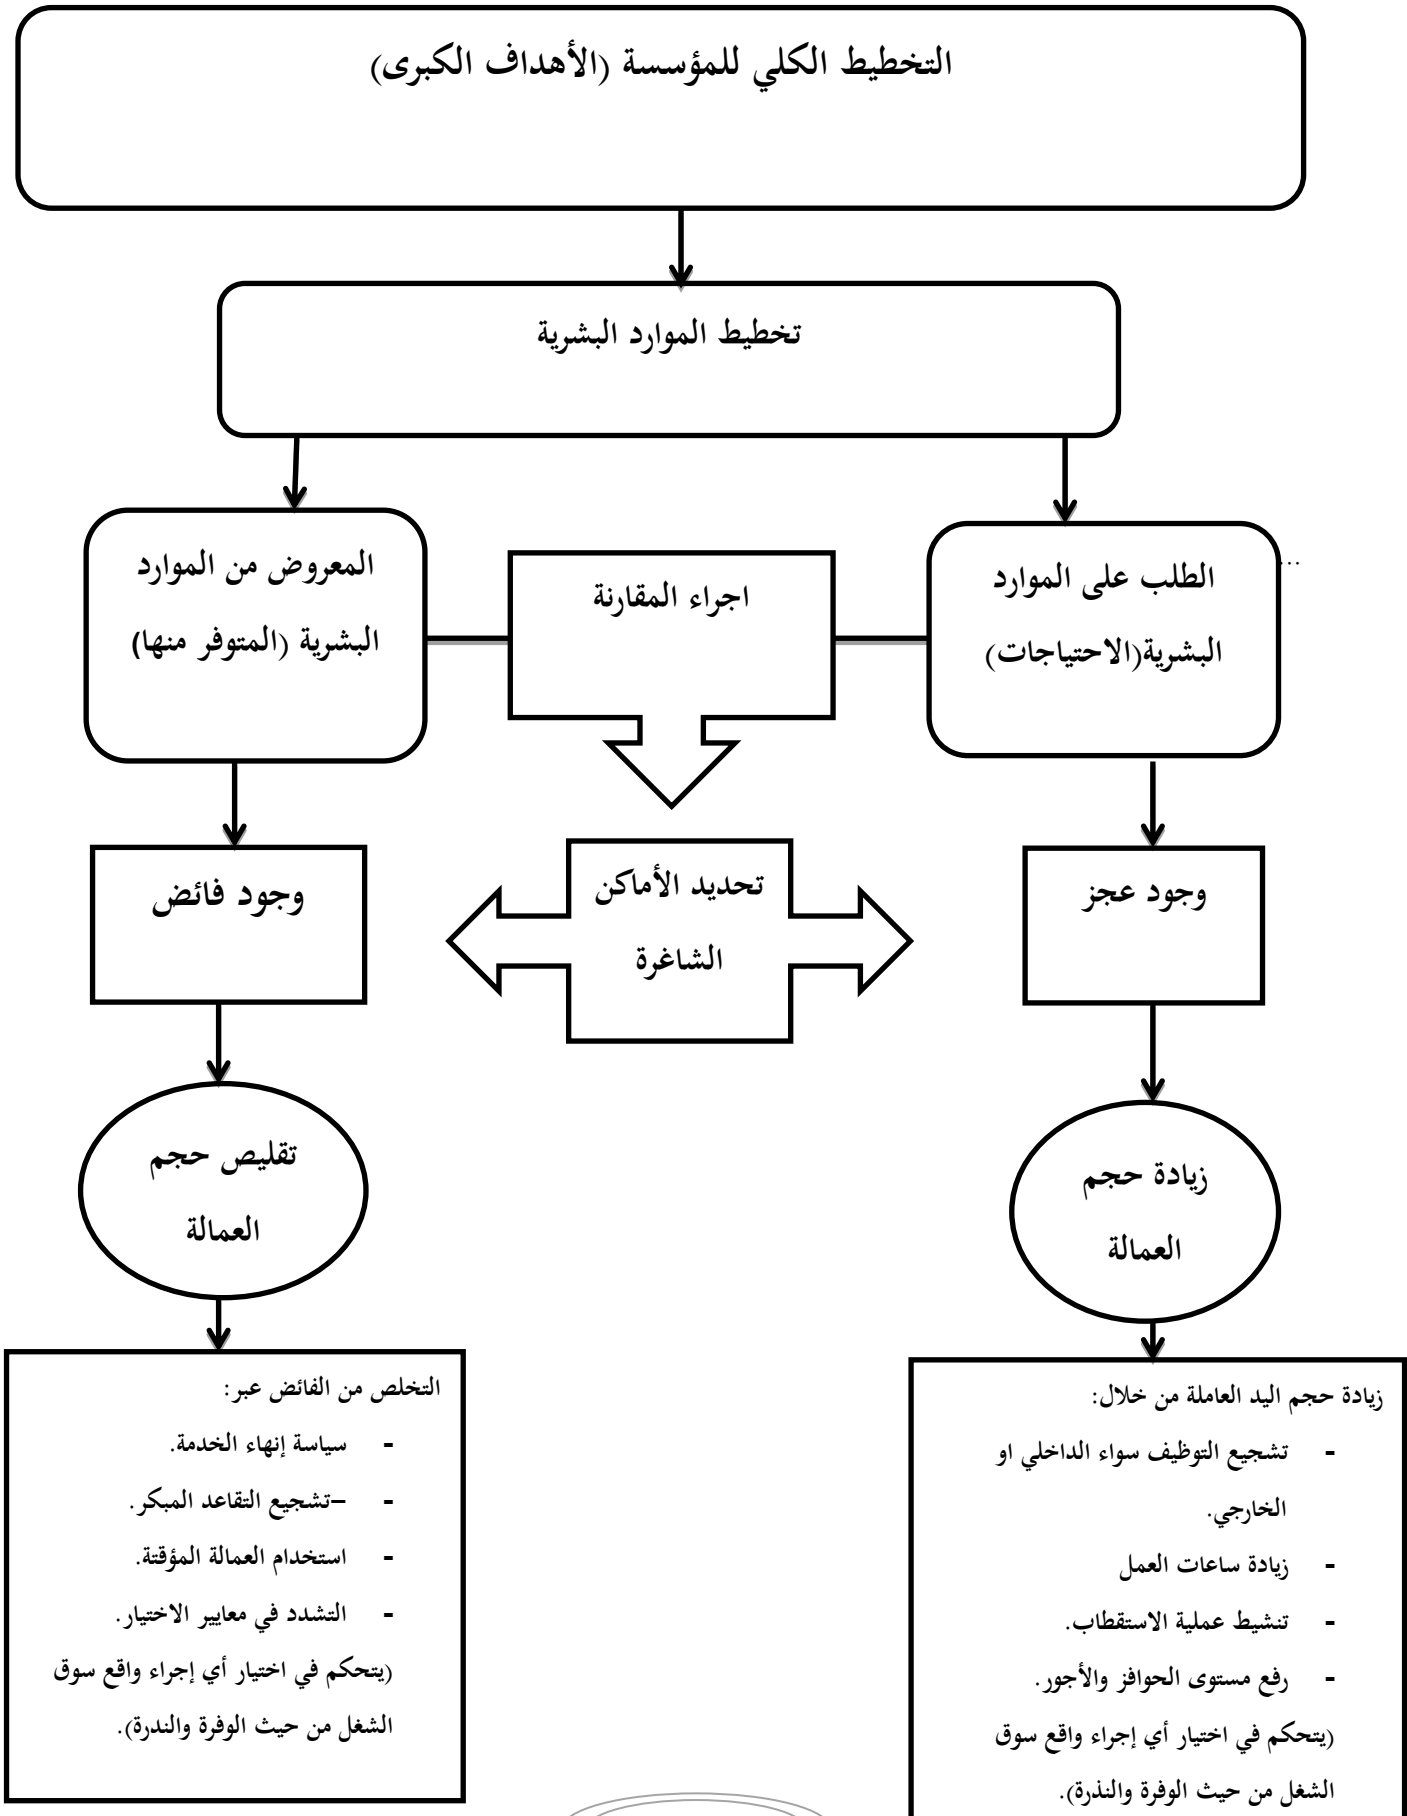 التخطيط الكلي للمؤسسة (الأهداف الكبرى)
تخطيط الموارد البشرية
الطلب على الموارد
البشرية(الاحتياجات)
...
اجراء المقارنة
المعروض من الموارد
البشرية (المتوفر منها)
وجود عجز
تحديد الأماكن
الشاغرة
وجود فائض
زيادة حجم
العمالة
تقليص حجم
العمالة
زيادة حجم اليد العاملة من خلال:
- تشجيع التوظيف سواء الداخلي او
الخارجي.
- زيادة ساعات العمل
- تنشيط عملية الاستقطاب.
- رفع مستوى الحوافز والأجور.
(يتحكم في اختيار أي إجراء واقع سوق
الشغل من حيث الوفرة والنذرة).
التخلص من الفائض عبر:
- سياسة إنهاء الخدمة.
- –تشجيع التقاعد المبكر.
- استخدام العمالة المؤقتة.
- التشدد في معايير الاختيار.
(يتحكم في اختيار أي إجراء واقع سوق
الشغل من حيث الوفرة والندرة).